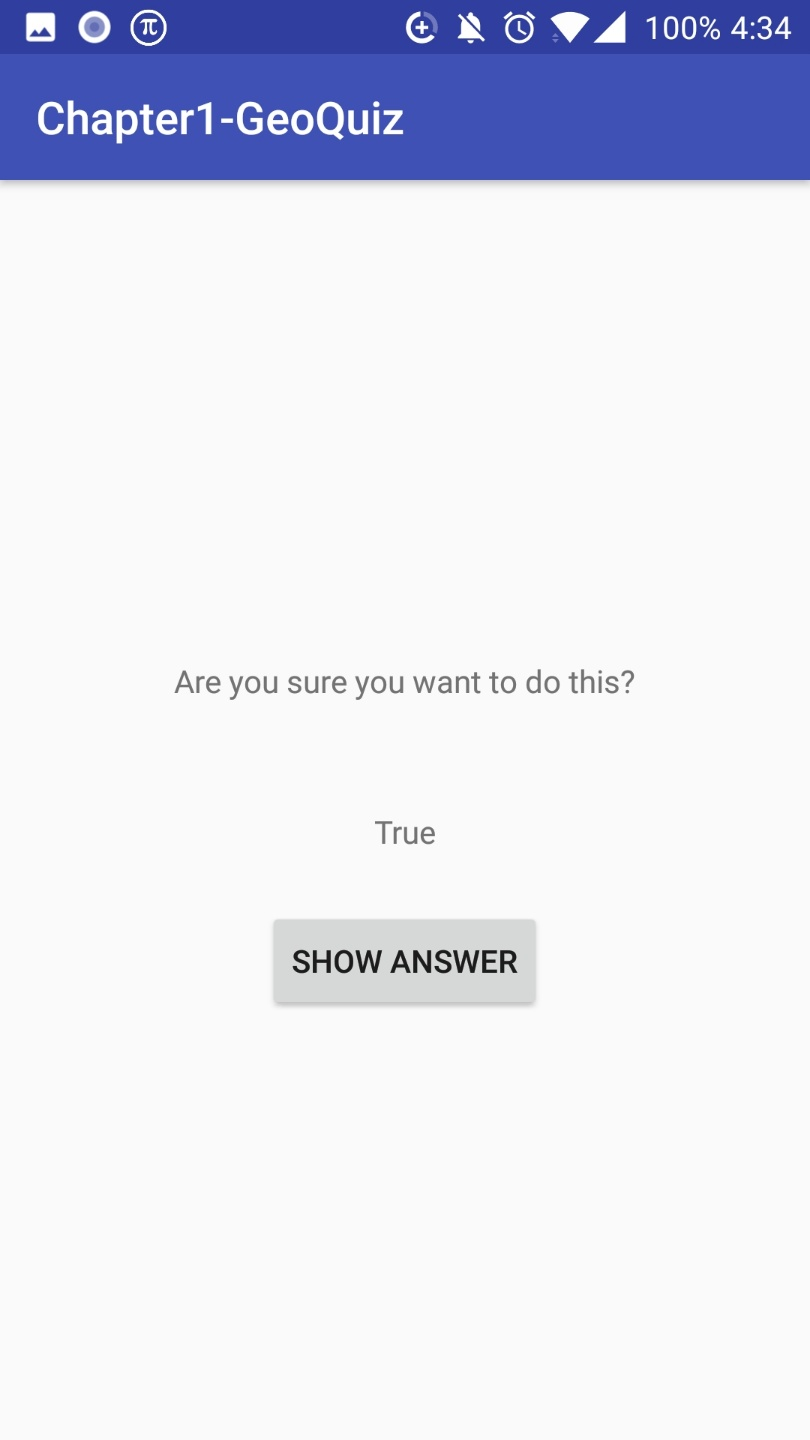 100% 4:34
Chapter1-GeoQuiz
Are you sure you want to do this?
True
SHOW ANSWER